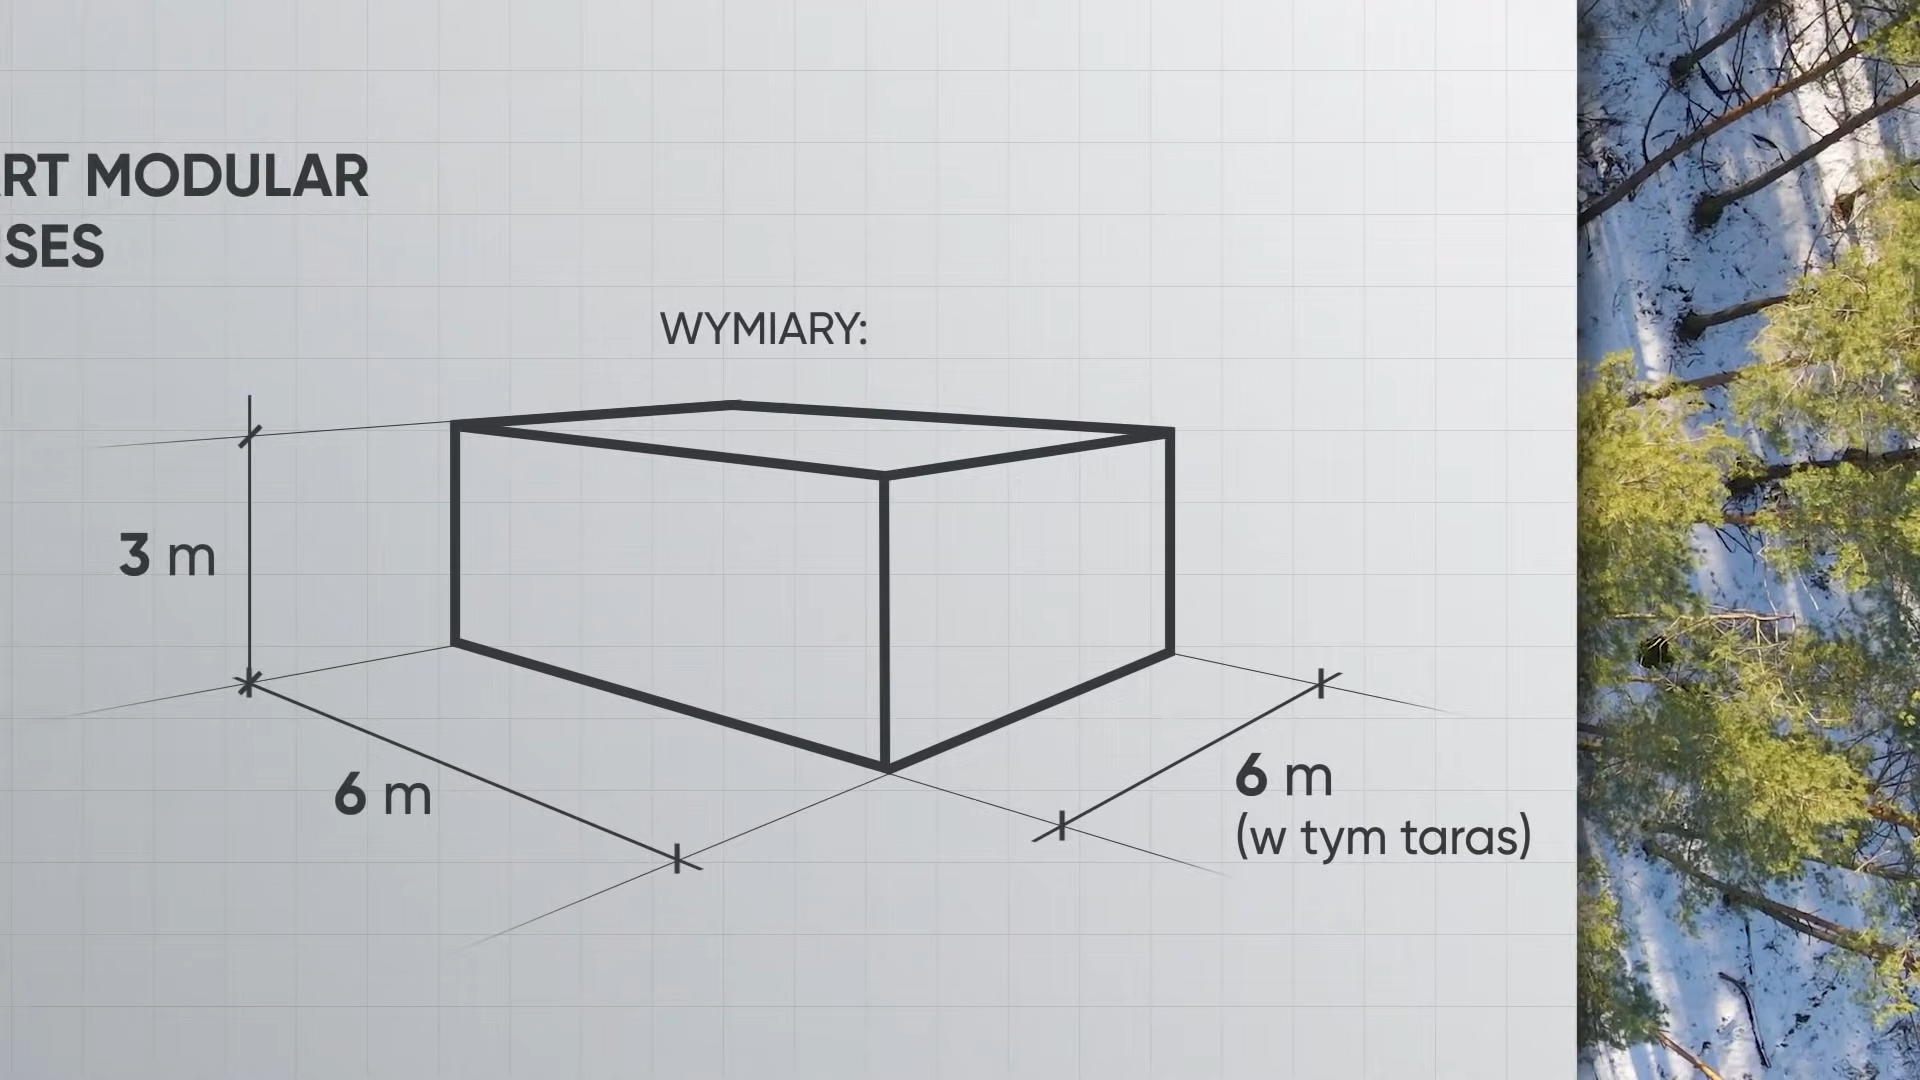 RT MODULAR
SES
WYMIARY:
3 m
6 m
6 m
(w tym taras)